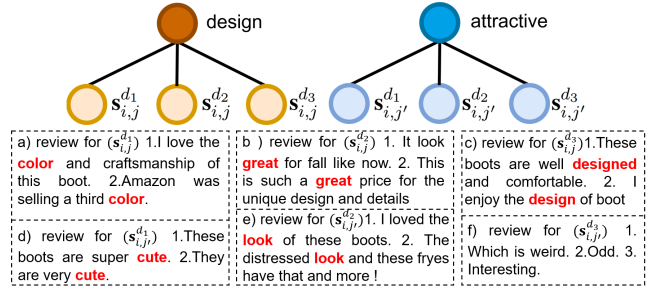 design
attractive
s_{i,j}^{d_1} s_{i,j}^{d_2} s_{i,j}^{d_3} s_{i,j'}^{d_1} s_{i,j'}^{d_2} s_{i,j'}^{d_3}
a) review for (s_{i,j}^{d_1}) 1.I love the
color and craftsmanship of
this boot. 2.Amazon was
selling a third color.
b ) review for (s_{i,j}^{d_2}) 1. It look
great for fall like now. 2. This
is such a great price for the
unique design and details
c) review for (s_{i,j}^{d_3})1.These
boots are well designed
and comfortable. 2. I
enjoy the design of boot
d) review for (s_{i,j'}^{d_1}) 1.These
boots are super cute. 2.They
are very cute.
e) review for (s_{i,j'}^{d_2})1. I loved the
look of these boots. 2. The
distressed look and these fryes
have that and more !
f) review for (s_{i,j'}^{d_3}) 1.
Which is weird. 2.Odd. 3.
Interesting.